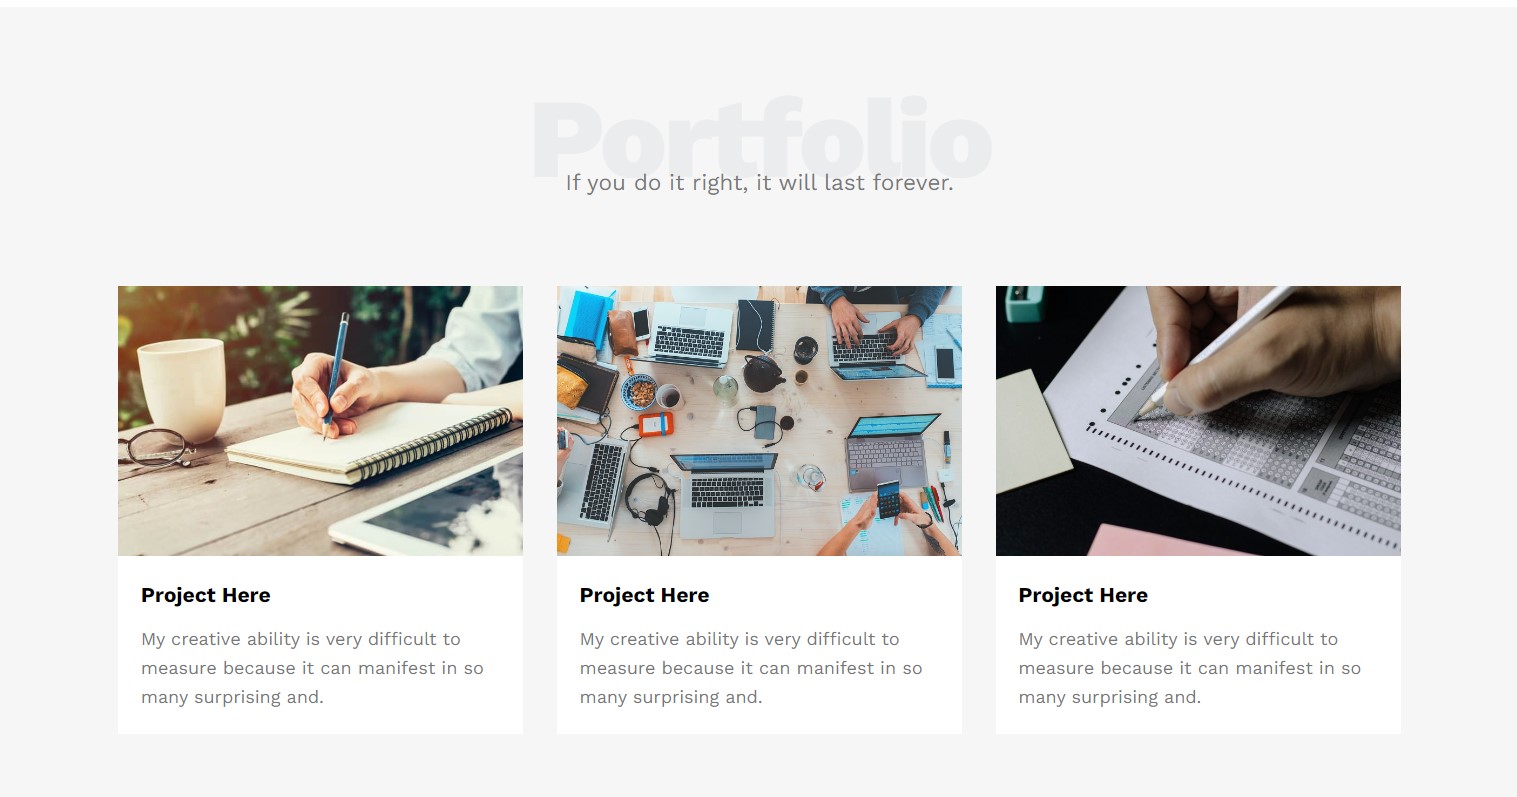 Portfolio
If you do it right, it will last forever.
Project Here
My creative ability is very difficult to
measure because it can manifest in so
many surprising and.
Project Here
My creative ability is very difficult to
measure because it can manifest in so
many surprising and.
Project Here
My creative ability is very difficult to
measure because it can manifest in so
many surprising and.